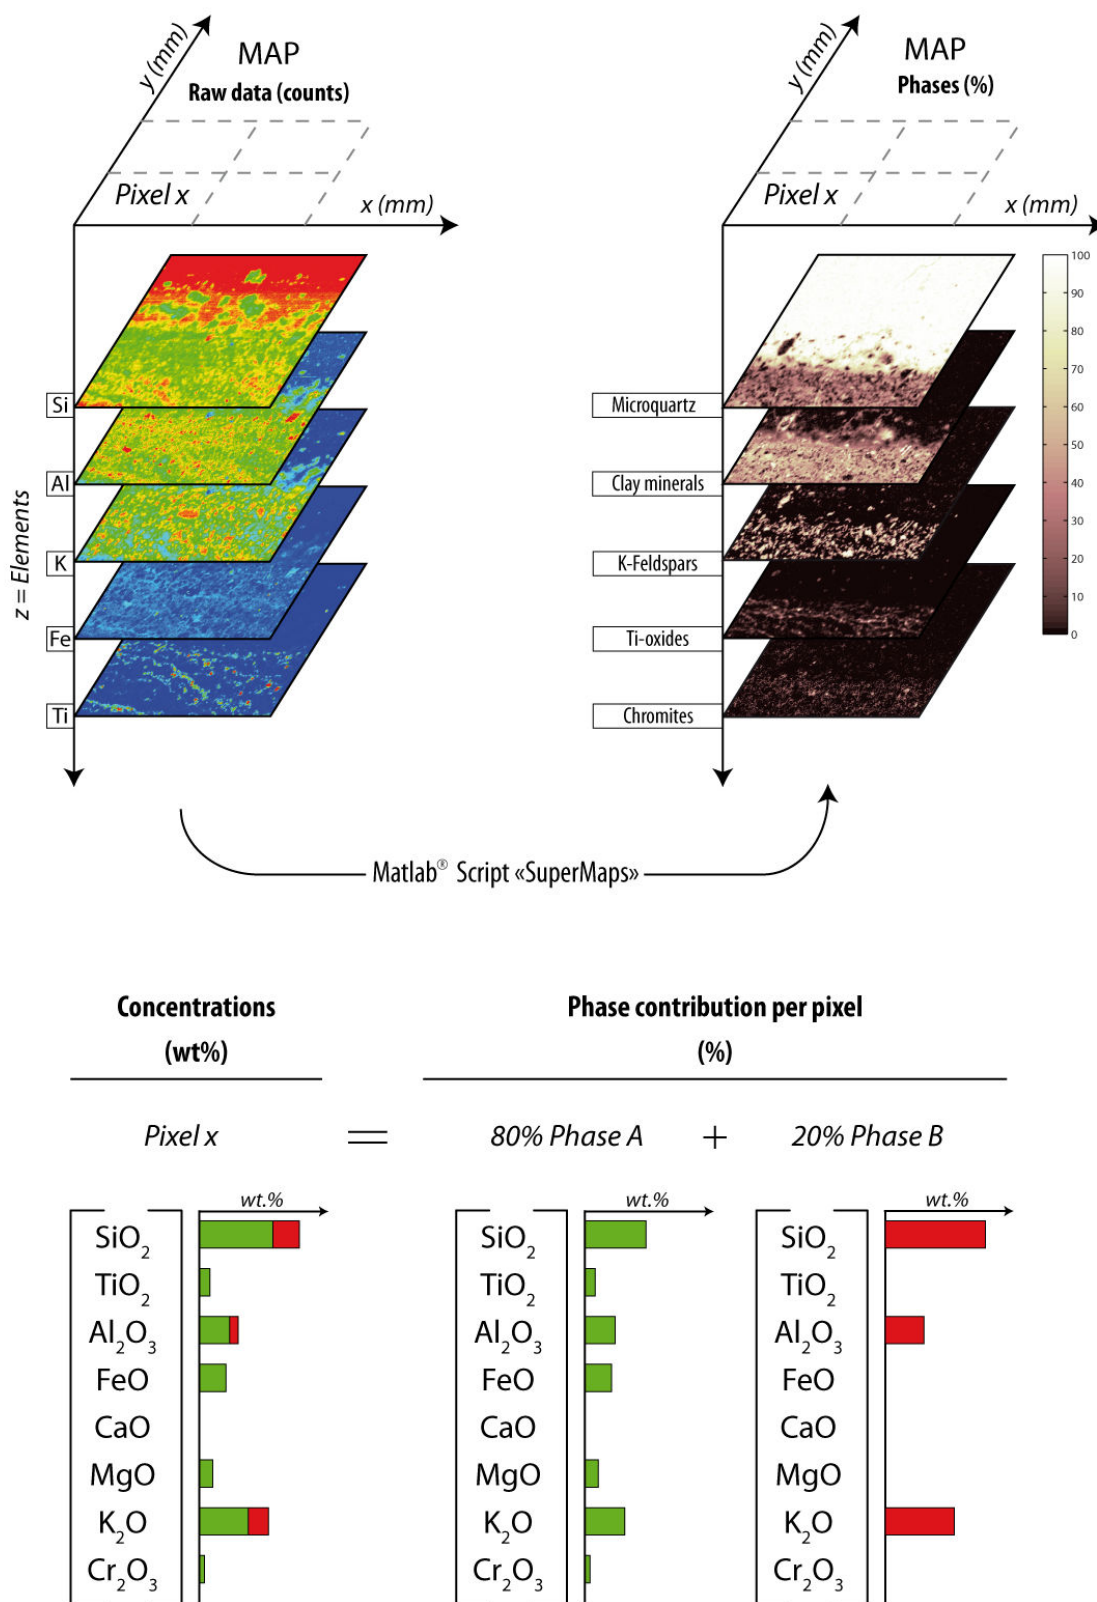 y (mm)
MAP
Raw data (counts)
Pixel x
x (mm)
z = Elements
Si
Al
K
Fe
Ti
y (mm)
MAP
Phases (%)
Pixel x
x (mm)
Microquartz
Clay minerals
K-Feldspars
Ti-oxides
Chromites
100
90
80
70
60
50
40
30
20
10
0
Matlab® Script «SuperMaps»
Concentrations
(wt%)
Phase contribution per pixel
(%)
Pixel x = 80% Phase A + 20% Phase B
wt.%
SiO2
TiO2
Al2O3
FeO
CaO
MgO
K2O
Cr2O3
wt.%
SiO2
TiO2
Al2O3
FeO
CaO
MgO
K2O
Cr2O3
wt.%
SiO2
TiO2
Al2O3
FeO
CaO
MgO
K2O
Cr2O3